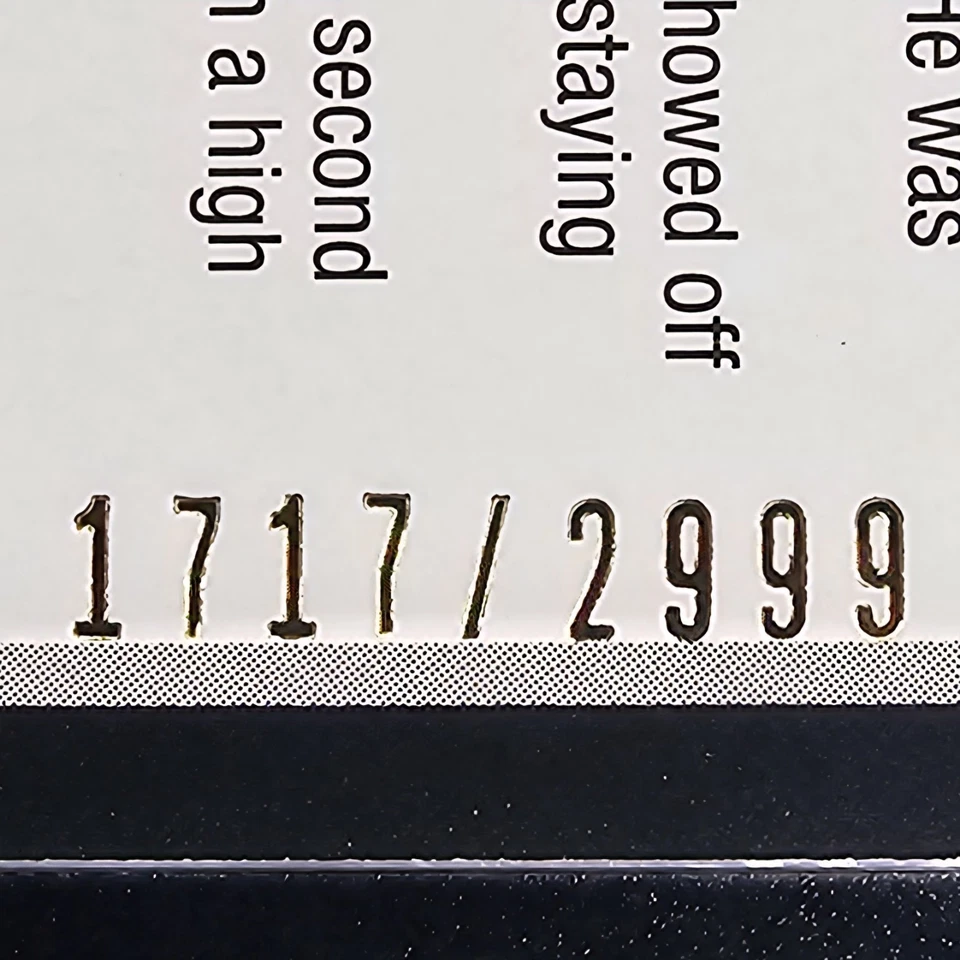 He was
howed off
staying
second
n a high
1717/2999